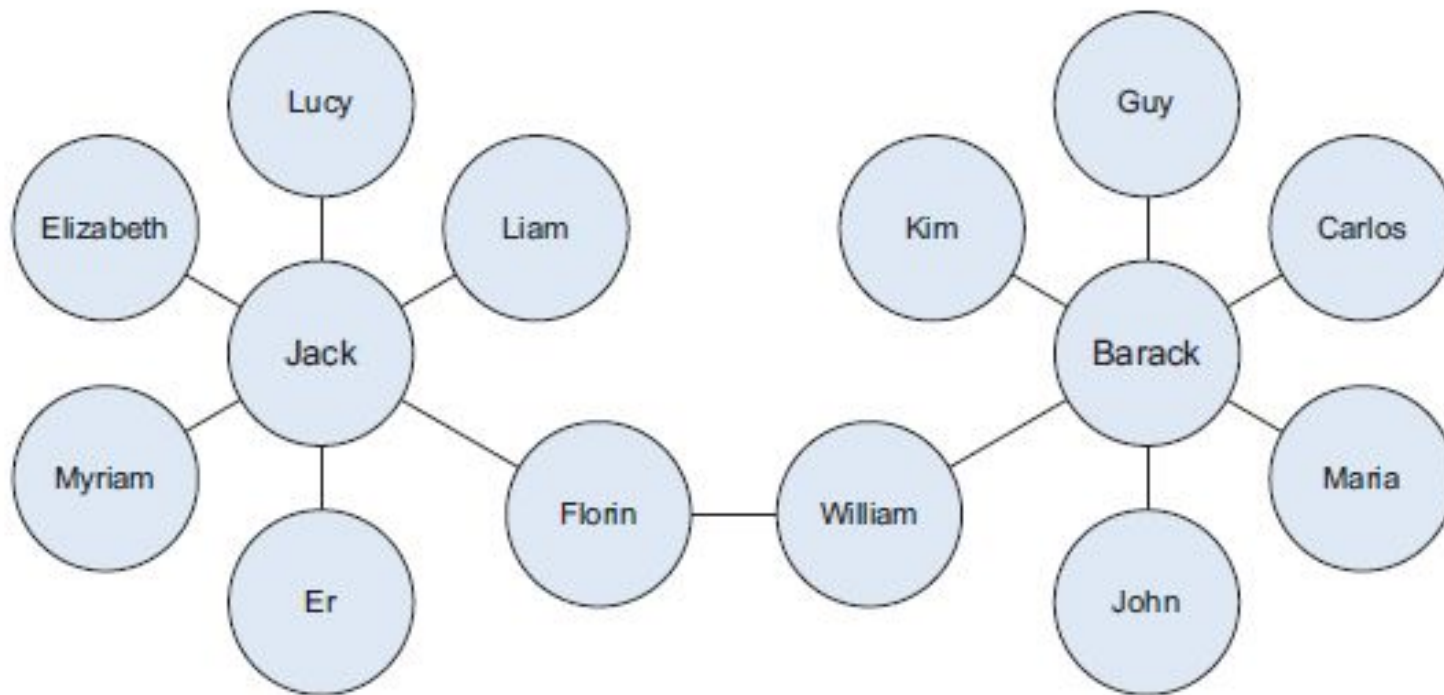 Lucy
Guy
Elizabeth
Liam
Kim
Carlos
Jack
Barack
Myriam
Florin
William
Maria
Er
John